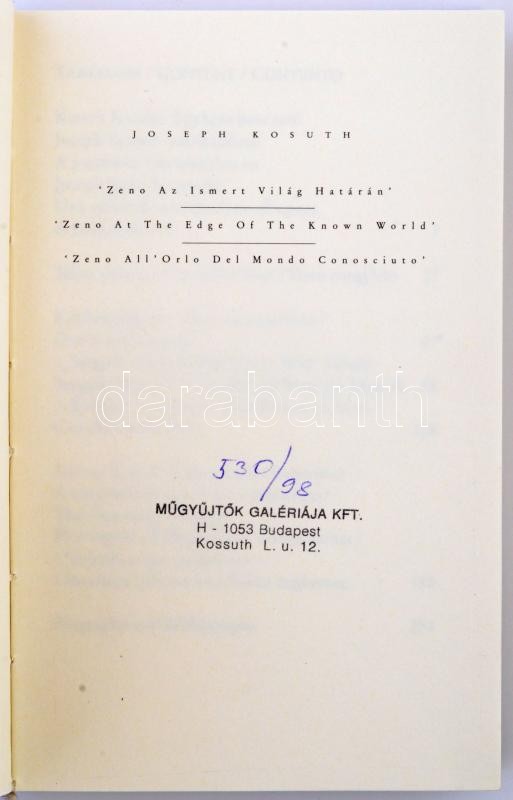 JOSEPH KOSUTH
'Zeno Az Ismert Világ Határán'
'Zeno At The Edge Of The Known World'
'Zeno All'Orlo Del Mondo Conosciuto'
darabanth
530/98
MŰGYŰJTŐK GALÉRIÁJA KFT.
H - 1053 Budapest
Kossuth L. u. 12.